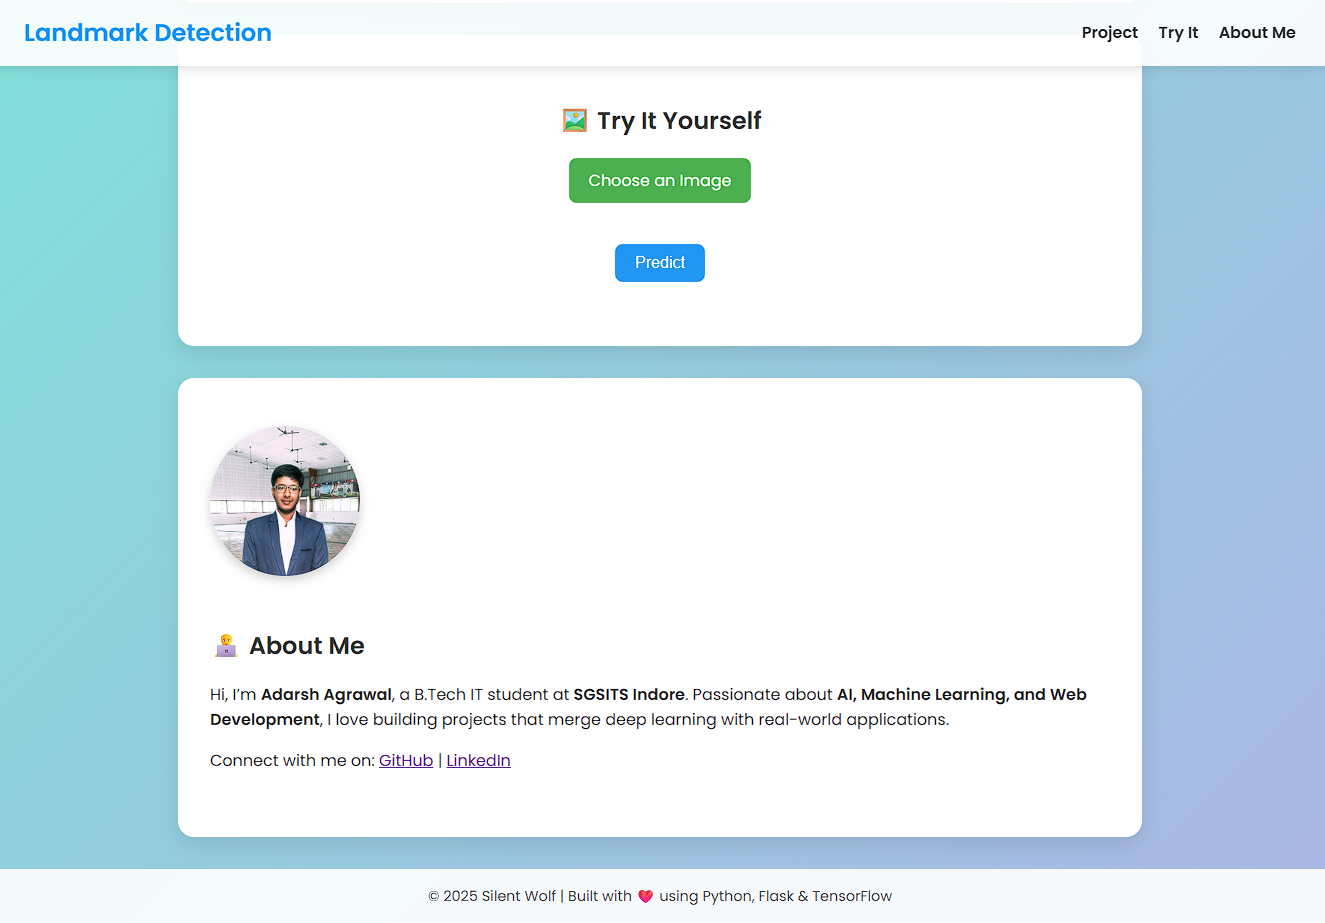 Landmark Detection
Project Try It About Me
🖼️ Try It Yourself
Choose an Image
Predict
🧑‍💻 About Me
Hi, I’m Adarsh Agrawal, a B.Tech IT student at SGSITS Indore. Passionate about AI, Machine Learning, and Web
Development, I love building projects that merge deep learning with real-world applications.
Connect with me on: GitHub | LinkedIn
© 2025 Silent Wolf | Built with ❤️ using Python, Flask & TensorFlow